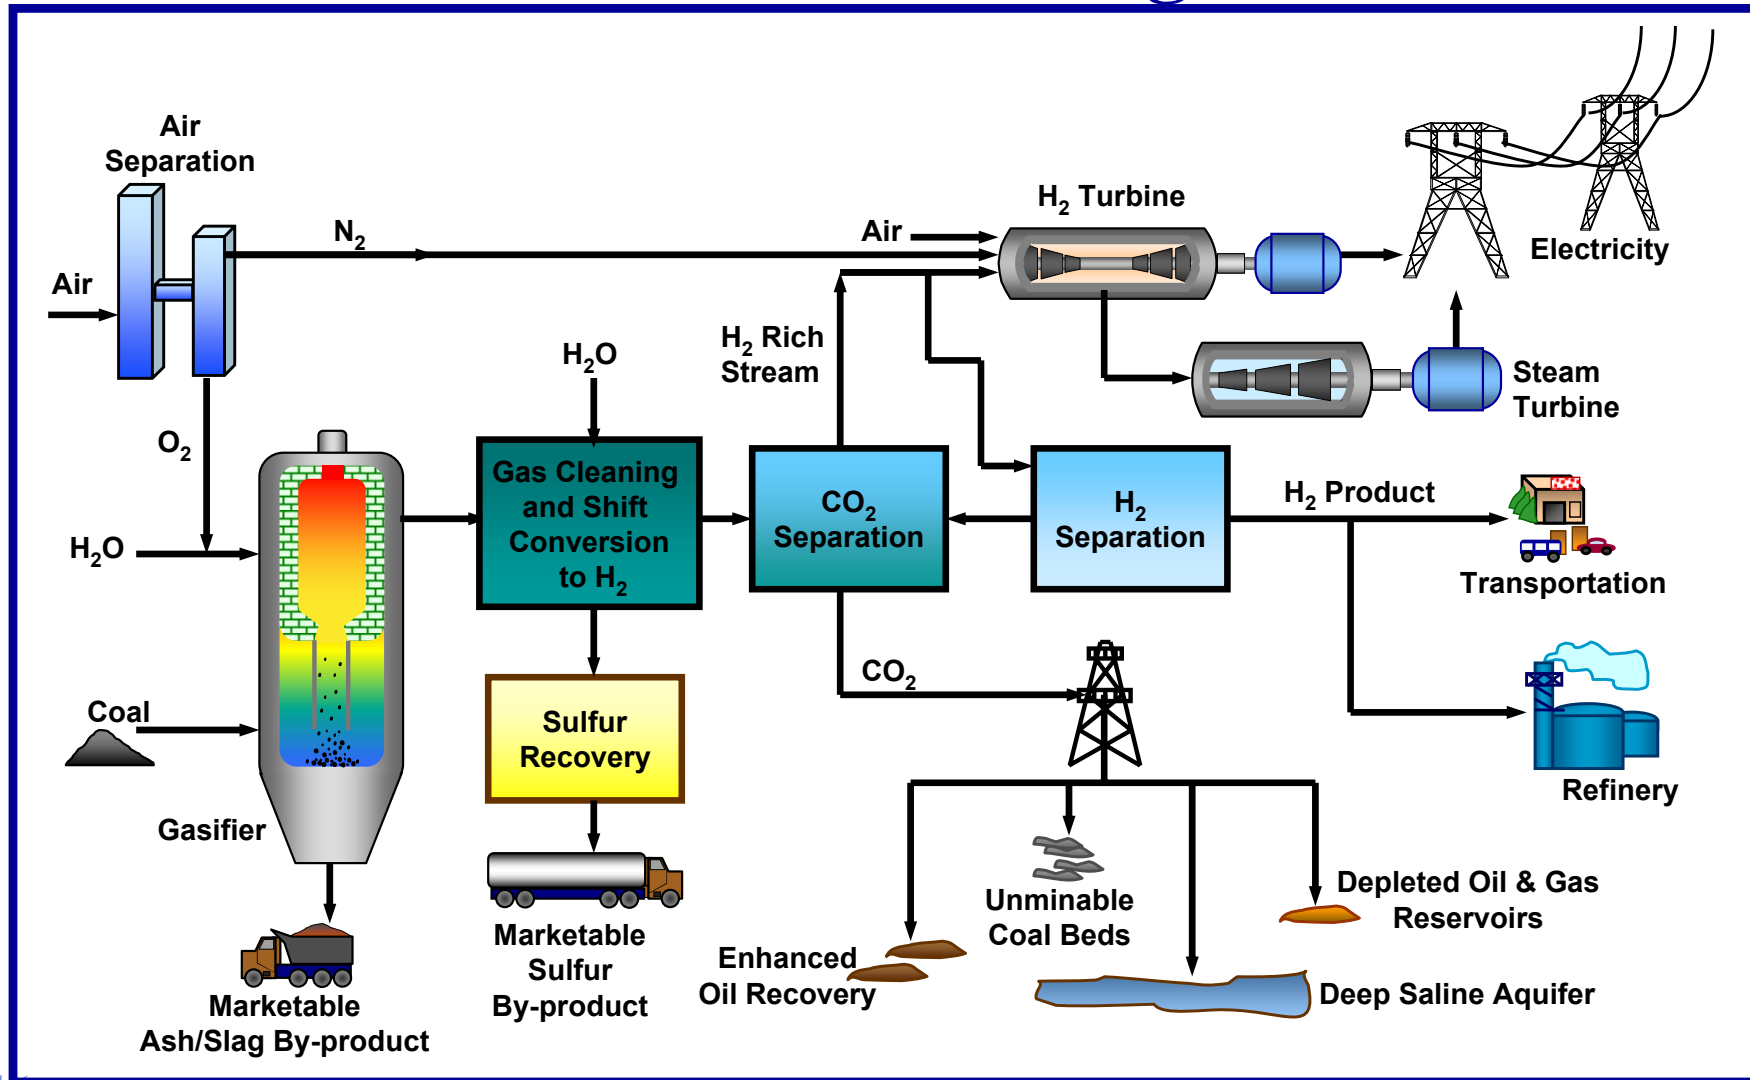 Air
Separation
Air
N₂
Air
H₂ Turbine
Electricity
H₂ Rich
Stream
Steam
Turbine
H₂O
O₂
H₂O
Gas Cleaning
and Shift
Conversion
to H₂
CO₂
Separation
H₂
Separation
H₂ Product
Transportation
Coal
Gasifier
Sulfur
Recovery
CO₂
Refinery
Marketable
Ash/Slag By-product
Marketable
Sulfur
By-product
Enhanced
Oil Recovery
Unminable
Coal Beds
Depleted Oil & Gas
Reservoirs
Deep Saline Aquifer